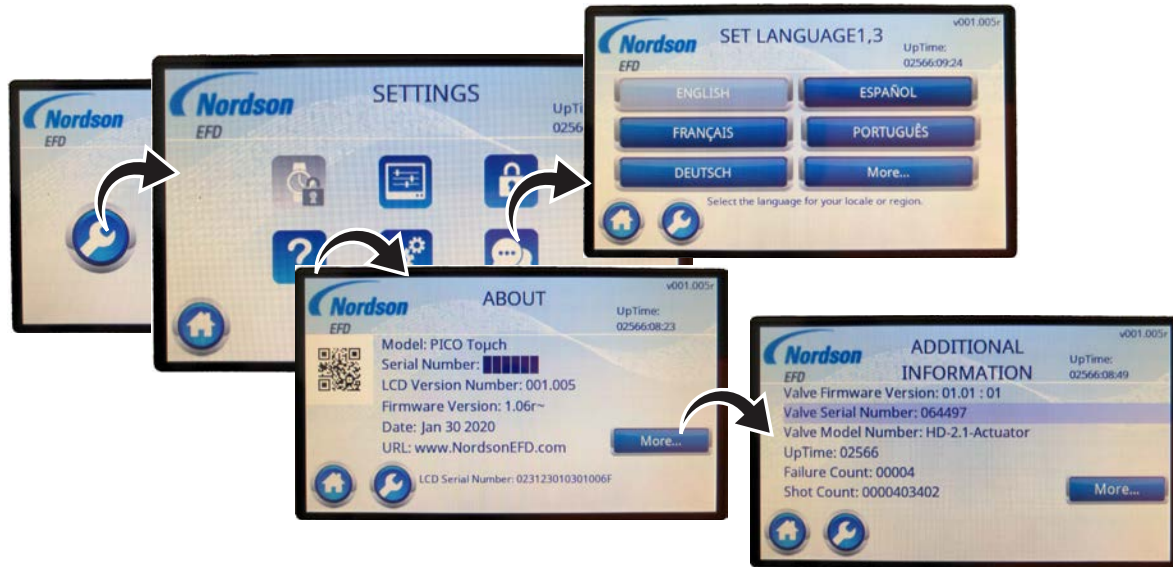 Nordson
EFD
Nordson
EFD
SETTINGS
?
Nordson
EFD
SET LANGUAGE1,3
v001.005r
UpTime:
02566:09:24
ENGLISH
ESPAÑOL
FRANÇAIS
PORTUGUÊS
DEUTSCH
More...
Select the language for your locale or region.
Nordson
EFD
ABOUT
v001.005r
UpTime:
02566:08:23
Model: PICO Touch
Serial Number:
LCD Version Number: 001.005
Firmware Version: 1.06r~
Date: Jan 30 2020
URL: www.NordsonEFD.com
More...
LCD Serial Number: 023123010301006F
Nordson
EFD
ADDITIONAL
INFORMATION
v001.005r
UpTime:
02566:08:49
Valve Firmware Version: 01.01 : 01
Valve Serial Number: 064497
Valve Model Number: HD-2.1-Actuator
UpTime: 02566
Failure Count: 00004
Shot Count: 0000403402
More...